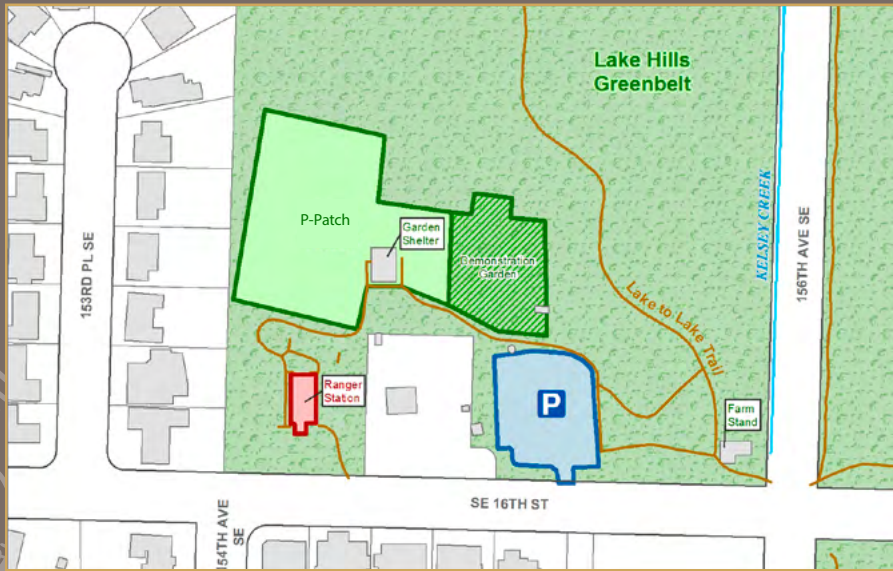 Lake Hills
Greenbelt
P-Patch
Garden
Shelter
Demonstration
Garden
KELSEY CREEK
153RD PL SE
156TH AVE SE
Lake to Lake Trail
Ranger
Station
P
Farm
Stand
SE 16TH ST
154TH AVE
SE